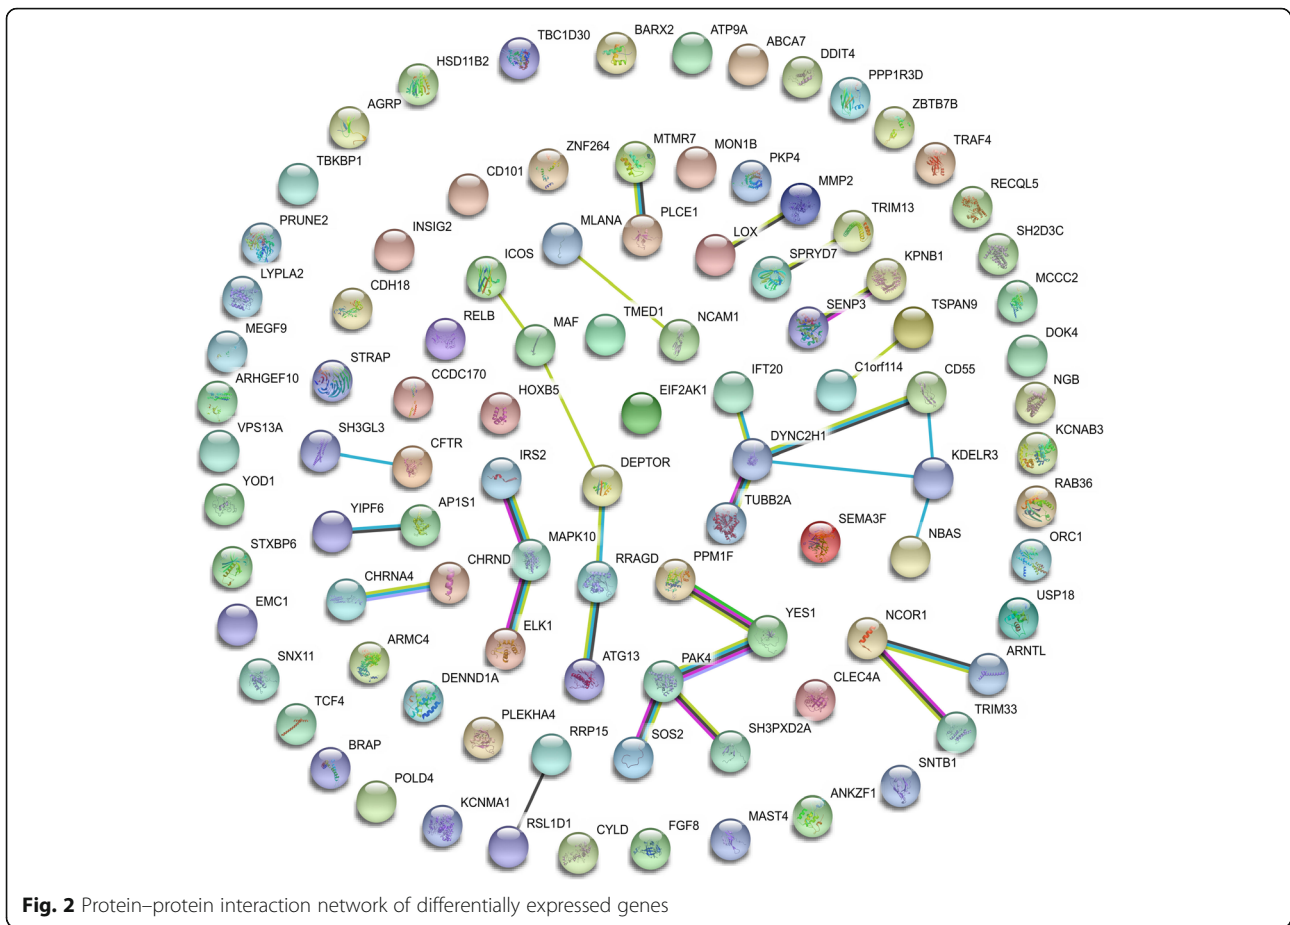 TBC1D30
BARX2
ATP9A
ABCA7
DDIT4
HSD11B2
PPP1R3D
AGRP
ZBTB7B
TRAF4
TBKBP1
CD101
ZNF264
MTMR7
MON1B
PKP4
MMP2
RECQL5
PRUNE2
INSIG2
MLANA
PLCE1
LOX
TRIM13
SH2D3C
LYPLA2
CDH18
ICOS
SPRYD7
KPNB1
MCCC2
MEGF9
RELB
MAF
TMED1
NCAM1
SENP3
TSPAN9
DOK4
ARHGEF10
STRAP
CCDC170
HOXB5
EIF2AK1
IFT20
C1orf114
CD55
NGB
VPS13A
SH3GL3
CFTR
IRS2
DEPTOR
DYNC2H1
KDELR3
KCNAB3
YOD1
YIPF6
AP1S1
MAPK10
TUBB2A
SEMA3F
NBAS
RAB36
STXBP6
CHRNA4
CHRND
RRAGD
PPM1F
ORC1
EMC1
ARMC4
ELK1
ATG13
YES1
NCOR1
USP18
SNX11
DENND1A
PAK4
CLEC4A
ARNTL
TCF4
PLEKHA4
RRP15
SOS2
SH3PXD2A
TRIM33
BRAP
POLD4
KCNMA1
RSL1D1
CYLD
FGF8
MAST4
ANKZF1
SNTB1
Fig. 2 Protein–protein interaction network of differentially expressed genes